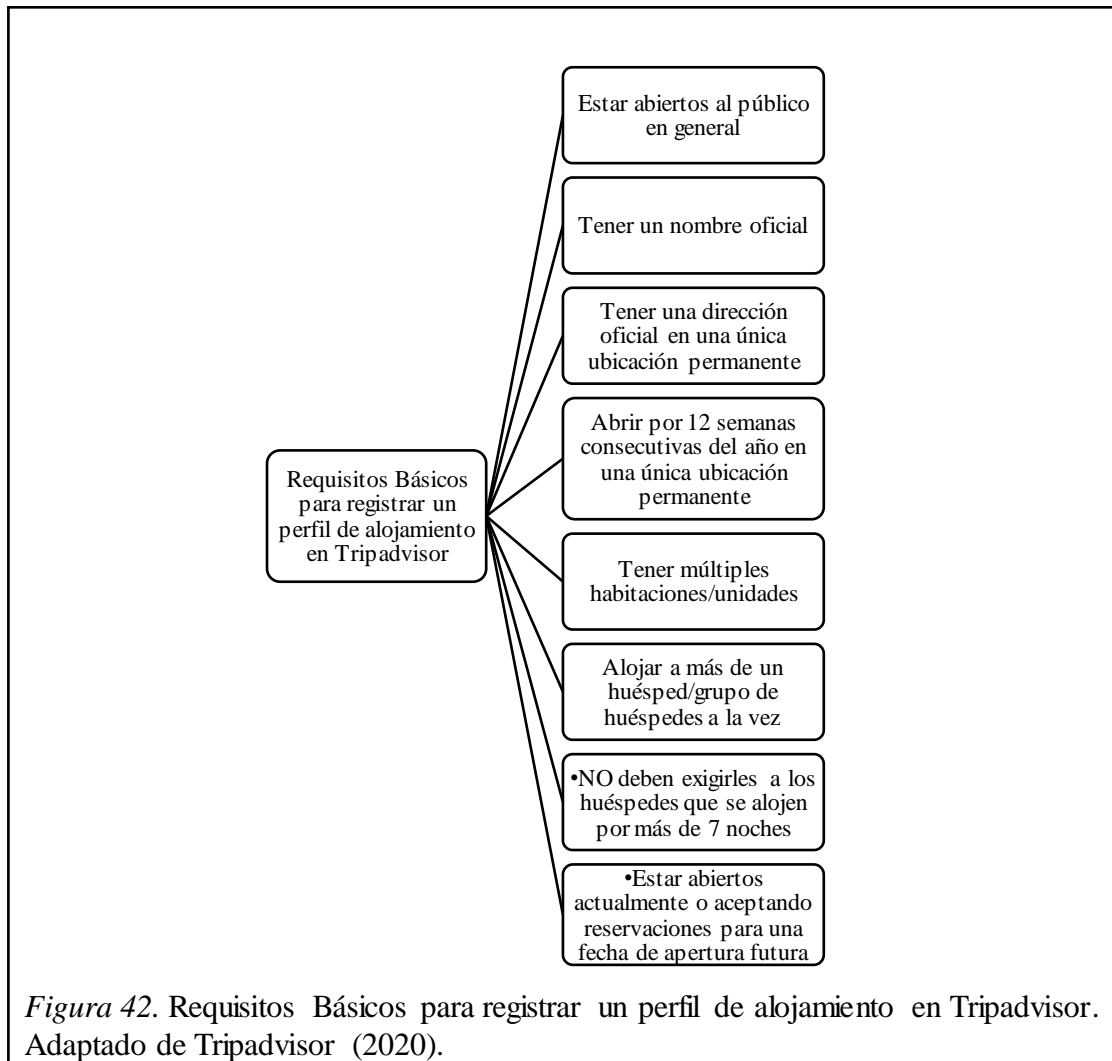 Estar abiertos al público
en general
Tener un nombre oficial
Tener una dirección
oficial en una única
ubicación permanente
Abrir por 12 semanas
consecutivas del año en
una única ubicación
permanente
Requisitos Básicos
para registrar un
perfil de alojamiento
en Tripadvisor
Tener múltiples
habitaciones/unidades
Alojar a más de un
huésped/grupo de
huéspedes a la vez
•NO deben exigirles a los
huéspedes que se alojen
por más de 7 noches
•Estar abiertos
actualmente o aceptando
reservaciones para una
fecha de apertura futura
Figura 42. Requisitos Básicos para registrar un perfil de alojamiento en Tripadvisor.
Adaptado de Tripadvisor (2020).